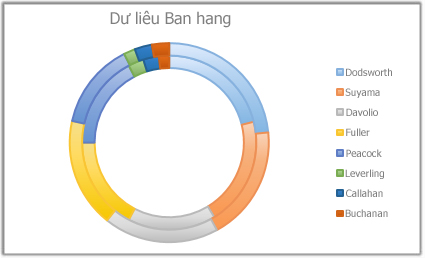 Dư liêu Ban hang
Dodsworth
Suyama
Davolio
Fuller
Peacock
Leverling
Callahan
Buchanan